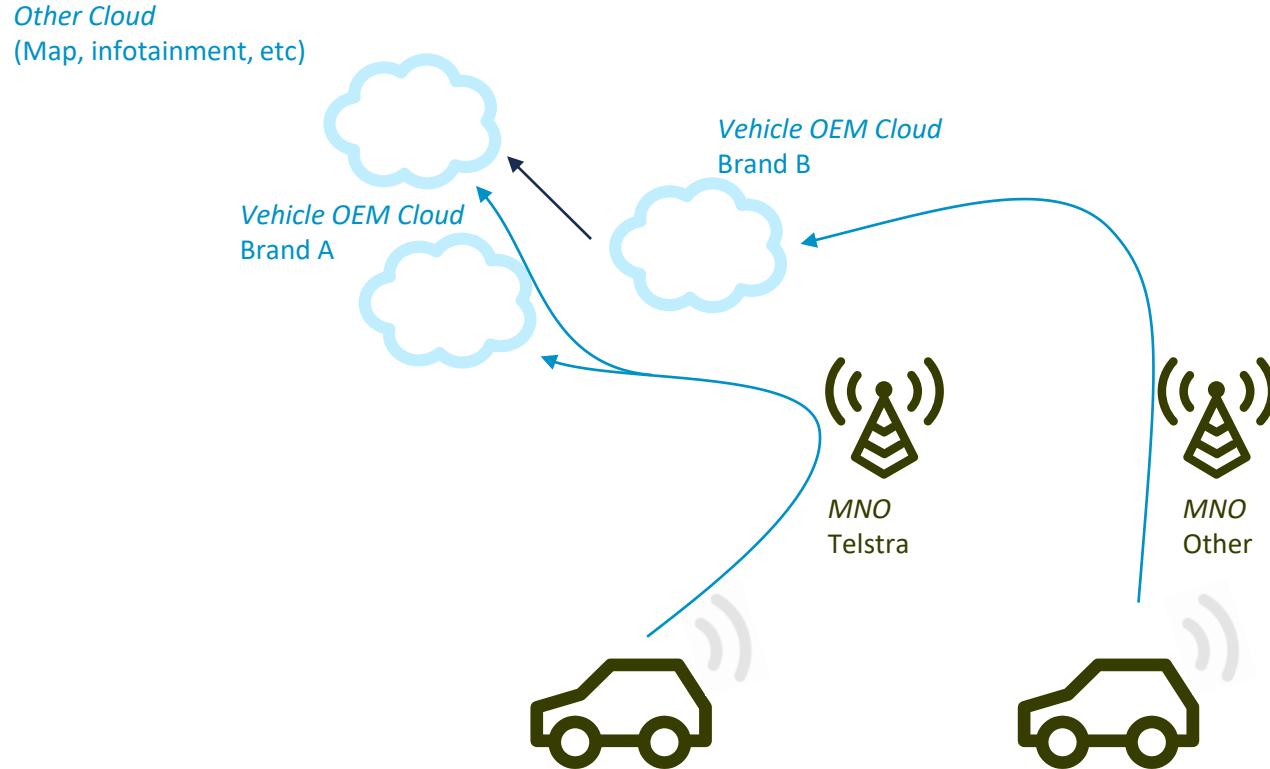 Other Cloud
(Map, infotainment, etc)
Vehicle OEM Cloud
Brand B
Vehicle OEM Cloud
Brand A
MNO
Telstra
MNO
Other